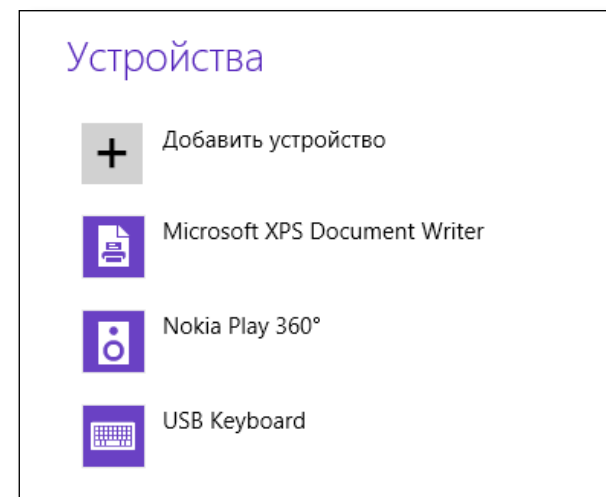 Устройства
Добавить устройство
Microsoft XPS Document Writer
Nokia Play 360°
USB Keyboard